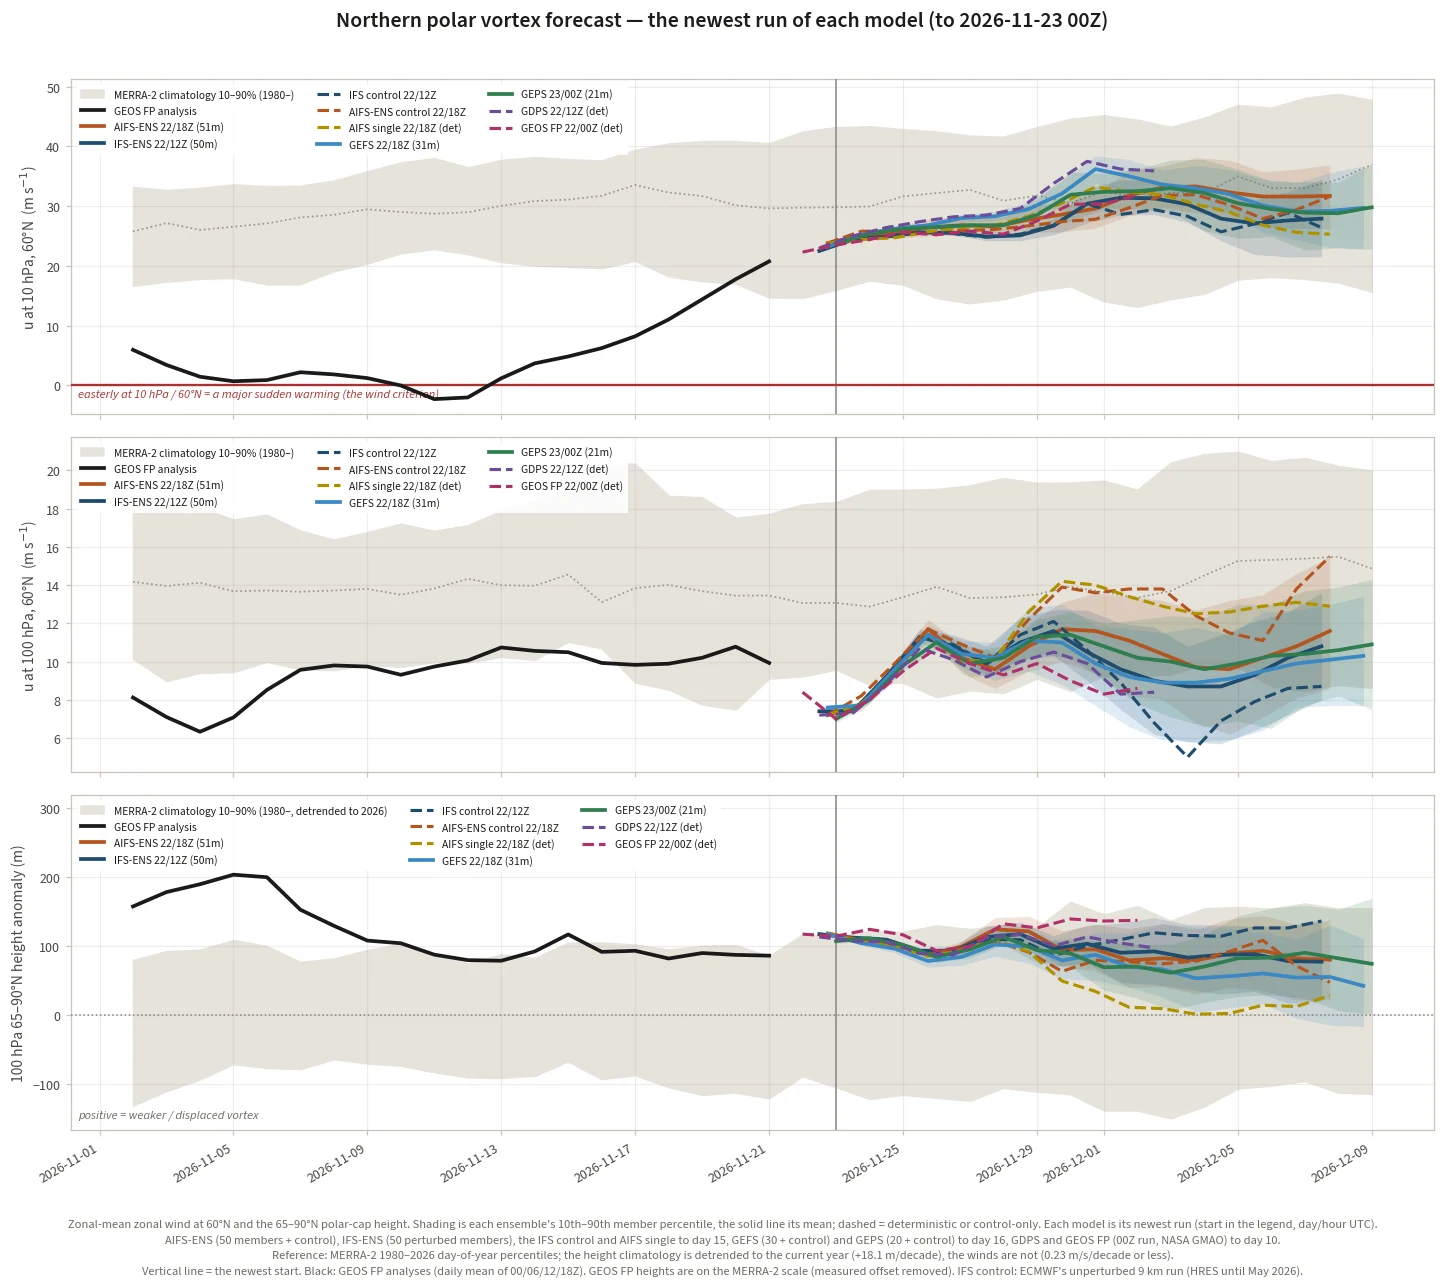 Northern polar vortex forecast — the newest run of each model (to 2026-11-23 00Z)
u at 10 hPa, 60°N (m s⁻¹)
50
40
30
20
10
0
MERRA-2 climatology 10–90% (1980–)
GEOS FP analysis
AIFS-ENS 22/18Z (51m)
IFS-ENS 22/12Z (50m)
IFS control 22/12Z
AIFS-ENS control 22/18Z
AIFS single 22/18Z (det)
GEFS 22/18Z (31m)
GEPS 23/00Z (21m)
GDPS 22/12Z (det)
GEOS FP 22/00Z (det)
easterly at 10 hPa / 60°N = a major sudden warming (the wind criterion)
u at 100 hPa, 60°N (m s⁻¹)
20
18
16
14
12
10
8
6
MERRA-2 climatology 10–90% (1980–)
GEOS FP analysis
AIFS-ENS 22/18Z (51m)
IFS-ENS 22/12Z (50m)
IFS control 22/12Z
AIFS-ENS control 22/18Z
AIFS single 22/18Z (det)
GEFS 22/18Z (31m)
GEPS 23/00Z (21m)
GDPS 22/12Z (det)
GEOS FP 22/00Z (det)
100 hPa 65–90°N height anomaly (m)
300
200
100
0
−100
MERRA-2 climatology 10–90% (1980–, detrended to 2026)
GEOS FP analysis
AIFS-ENS 22/18Z (51m)
IFS-ENS 22/12Z (50m)
IFS control 22/12Z
AIFS-ENS control 22/18Z
AIFS single 22/18Z (det)
GEFS 22/18Z (31m)
GEPS 23/00Z (21m)
GDPS 22/12Z (det)
GEOS FP 22/00Z (det)
positive = weaker / displaced vortex
2026-11-01
2026-11-05
2026-11-09
2026-11-13
2026-11-17
2026-11-21
2026-11-25
2026-11-29
2026-12-01
2026-12-05
2026-12-09
Zonal-mean zonal wind at 60°N and the 65–90°N polar-cap height. Shading is each ensemble's 10th–90th member percentile, the solid line its mean; dashed = deterministic or control-only. Each model is its newest run (start in the legend, day/hour UTC).
AIFS-ENS (50 members + control), IFS-ENS (50 perturbed members), the IFS control and AIFS single to day 15, GEFS (30 + control) and GEPS (20 + control) to day 16, GDPS and GEOS FP (00Z run, NASA GMAO) to day 10.
Reference: MERRA-2 1980–2026 day-of-year percentiles; the height climatology is detrended to the current year (+18.1 m/decade), the winds are not (0.23 m/s/decade or less).
Vertical line = the newest start. Black: GEOS FP analyses (daily mean of 00/06/12/18Z). GEOS FP heights are on the MERRA-2 scale (measured offset removed). IFS control: ECMWF's unperturbed 9 km run (HRES until May 2026).